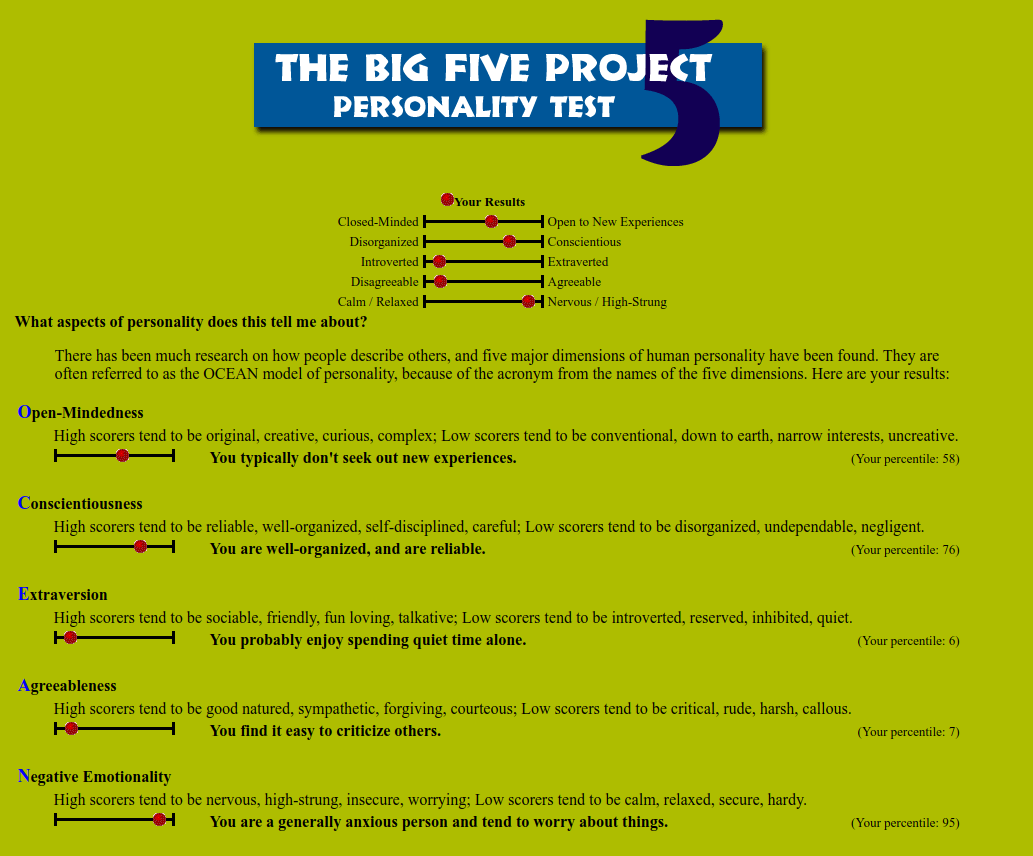 THE BIG FIVE PROJECT
PERSONALITY TEST
5
Your Results
Closed-Minded Open to New Experiences
Disorganized Conscientious
Introverted Extraverted
Disagreeable Agreeable
Calm / Relaxed Nervous / High-Strung
What aspects of personality does this tell me about?
There has been much research on how people describe others, and five major dimensions of human personality have been found. They are
often referred to as the OCEAN model of personality, because of the acronym from the names of the five dimensions. Here are your results:
Open-Mindedness
High scorers tend to be original, creative, curious, complex; Low scorers tend to be conventional, down to earth, narrow interests, uncreative.
You typically don't seek out new experiences. (Your percentile: 58)
Conscientiousness
High scorers tend to be reliable, well-organized, self-disciplined, careful; Low scorers tend to be disorganized, undependable, negligent.
You are well-organized, and are reliable. (Your percentile: 76)
Extraversion
High scorers tend to be sociable, friendly, fun loving, talkative; Low scorers tend to be introverted, reserved, inhibited, quiet.
You probably enjoy spending quiet time alone. (Your percentile: 6)
Agreeableness
High scorers tend to be good natured, sympathetic, forgiving, courteous; Low scorers tend to be critical, rude, harsh, callous.
You find it easy to criticize others. (Your percentile: 7)
Negative Emotionality
High scorers tend to be nervous, high-strung, insecure, worrying; Low scorers tend to be calm, relaxed, secure, hardy.
You are a generally anxious person and tend to worry about things. (Your percentile: 95)